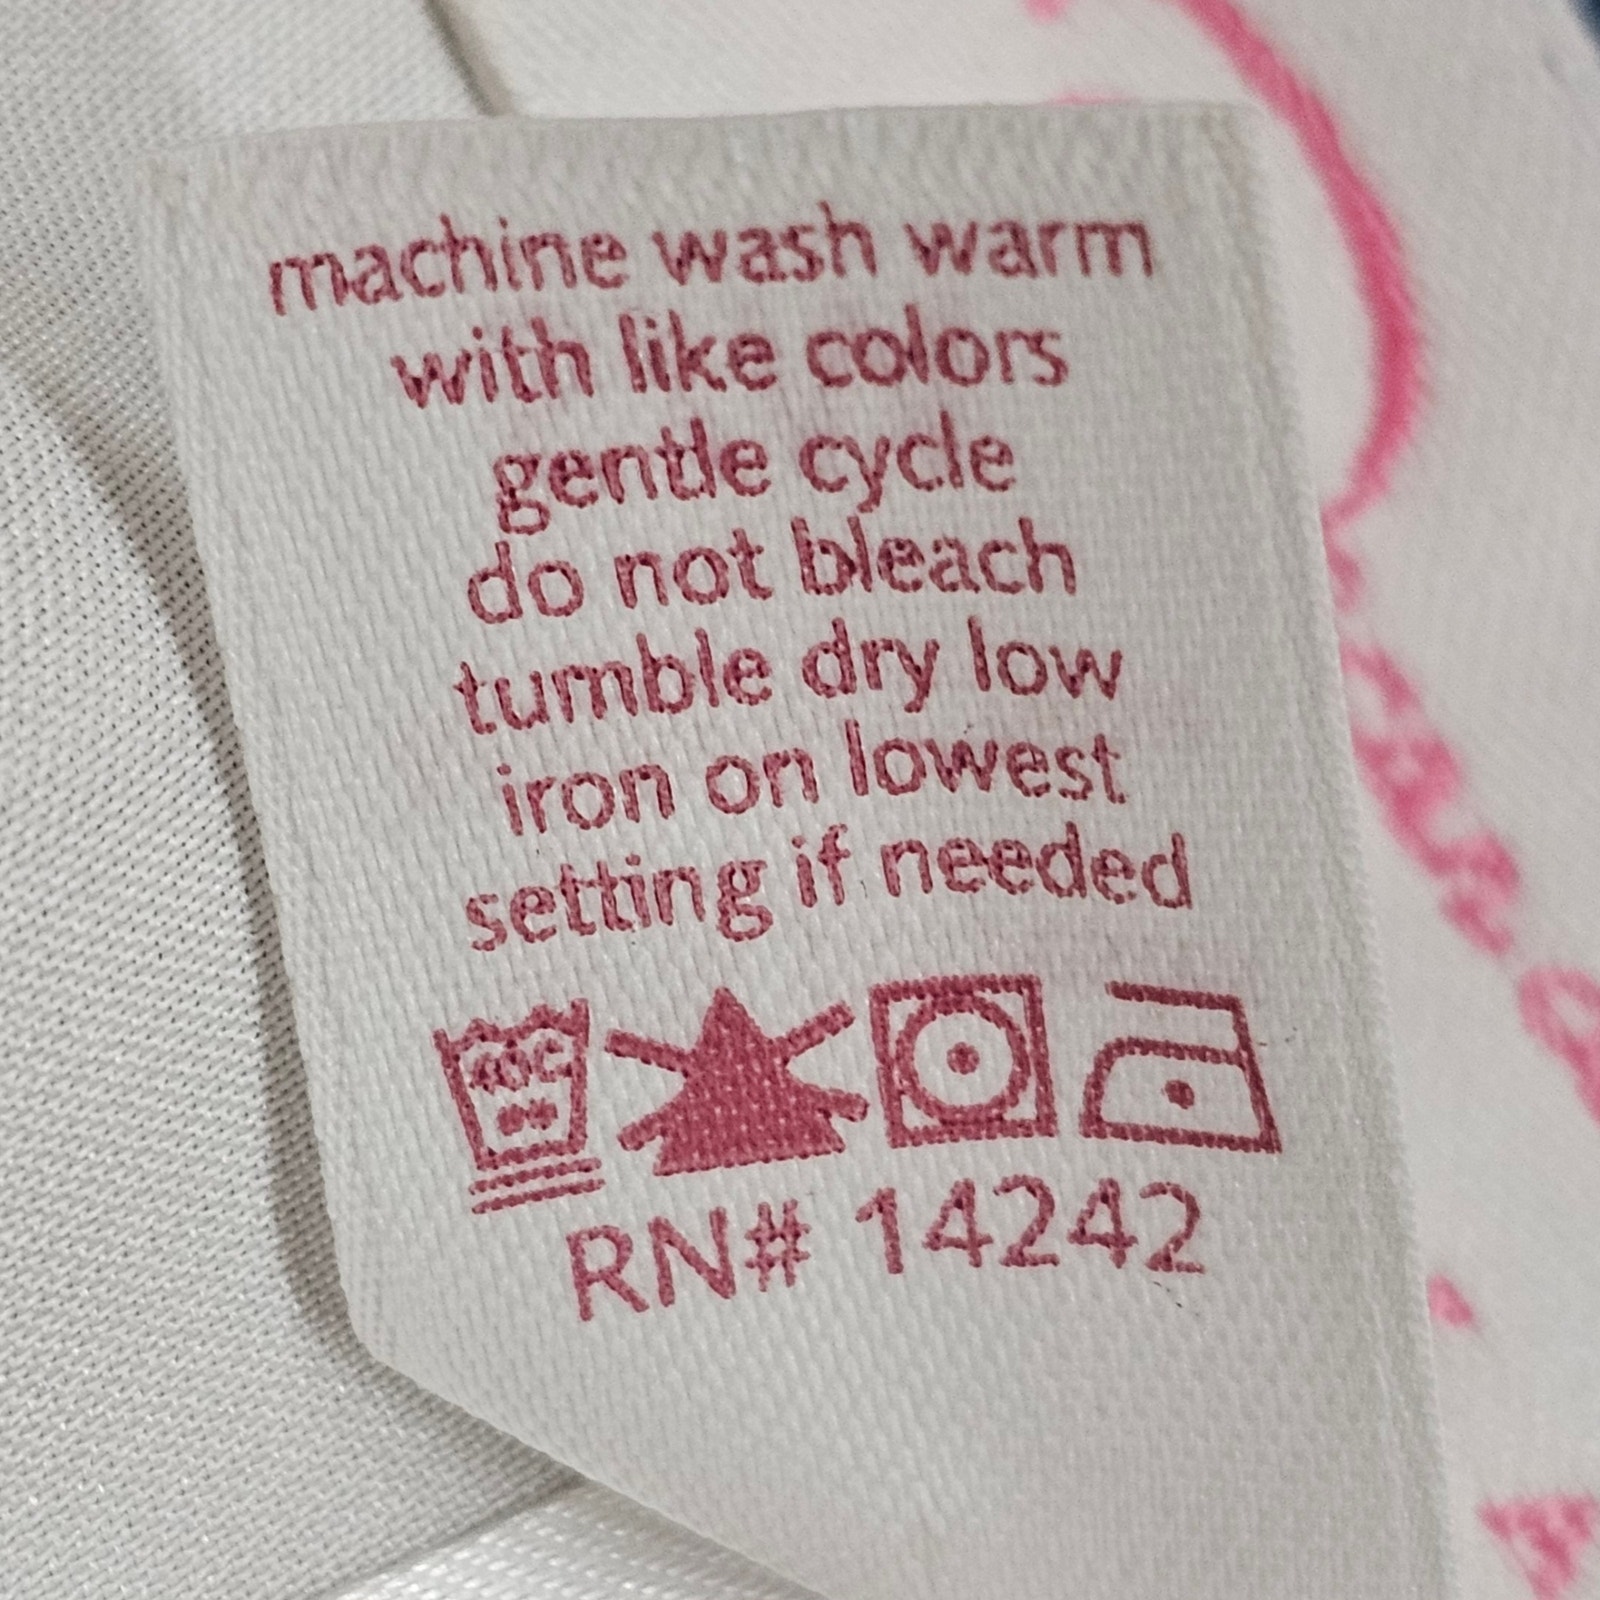 machine wash warm
with like colors
gentle cycle
do not bleach
tumble dry low
iron on lowest
setting if needed
40C
RN# 14242